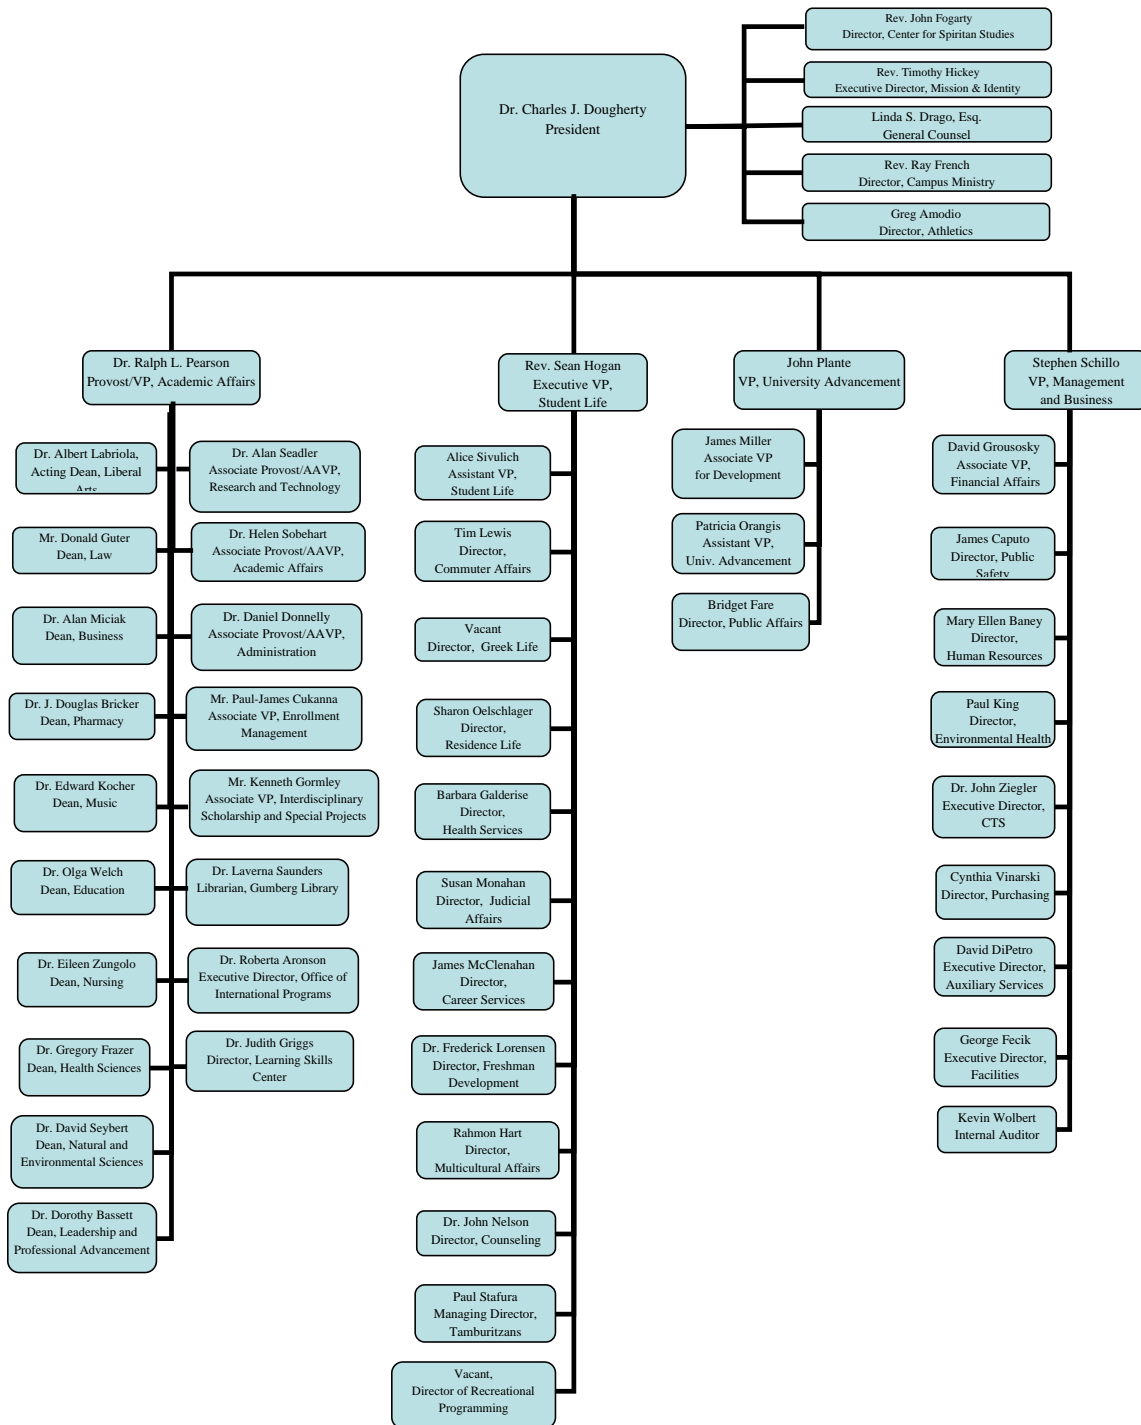 Rev. John Fogarty
Director, Center for Spiritan Studies
Rev. Timothy Hickey
Executive Director, Mission & Identity
Dr. Charles J. Dougherty
President
Linda S. Drago, Esq.
General Counsel
Rev. Ray French
Director, Campus Ministry
Greg Amodio
Director, Athletics
Dr. Ralph L. Pearson
Provost/VP, Academic Affairs
Rev. Sean Hogan
Executive VP,
Student Life
John Plante
VP, University Advancement
Stephen Schillo
VP, Management
and Business
Dr. Albert Labriola,
Acting Dean, Liberal
Arts
Dr. Alan Seadler
Associate Provost/AAVP,
Research and Technology
Mr. Donald Guter
Dean, Law
Dr. Helen Sobehart
Associate Provost/AAVP,
Academic Affairs
Dr. Alan Miciak
Dean, Business
Dr. Daniel Donnelly
Associate Provost/AAVP,
Administration
Dr. J. Douglas Bricker
Dean, Pharmacy
Mr. Paul-James Cukanna
Associate VP, Enrollment
Management
Dr. Edward Kocher
Dean, Music
Mr. Kenneth Gormley
Associate VP, Interdisciplinary
Scholarship and Special Projects
Dr. Olga Welch
Dean, Education
Dr. Laverna Saunders
Librarian, Gumberg Library
Dr. Eileen Zungolo
Dean, Nursing
Dr. Roberta Aronson
Executive Director, Office of
International Programs
Dr. Gregory Frazer
Dean, Health Sciences
Dr. Judith Griggs
Director, Learning Skills
Center
Dr. David Seybert
Dean, Natural and
Environmental Sciences
Dr. Dorothy Bassett
Dean, Leadership and
Professional Advancement
Alice Sivulich
Assistant VP,
Student Life
Tim Lewis
Director,
Commuter Affairs
Vacant
Director, Greek Life
Sharon Oelschlager
Director,
Residence Life
Barbara Galderise
Director,
Health Services
Susan Monahan
Director, Judicial
Affairs
James McClenahan
Director,
Career Services
Dr. Frederick Lorensen
Director, Freshman
Development
Rahmon Hart
Director,
Multicultural Affairs
Dr. John Nelson
Director, Counseling
Paul Stafura
Managing Director,
Tamburitzans
Vacant,
Director of Recreational
Programming
James Miller
Associate VP
for Development
Patricia Orangis
Assistant VP,
Univ. Advancement
Bridget Fare
Director, Public Affairs
David Grousosky
Associate VP,
Financial Affairs
James Caputo
Director, Public
Safety
Mary Ellen Baney
Director,
Human Resources
Paul King
Director,
Environmental Health
Dr. John Ziegler
Executive Director,
CTS
Cynthia Vinarski
Director, Purchasing
David DiPetro
Executive Director,
Auxiliary Services
George Fecik
Executive Director,
Facilities
Kevin Wolbert
Internal Auditor